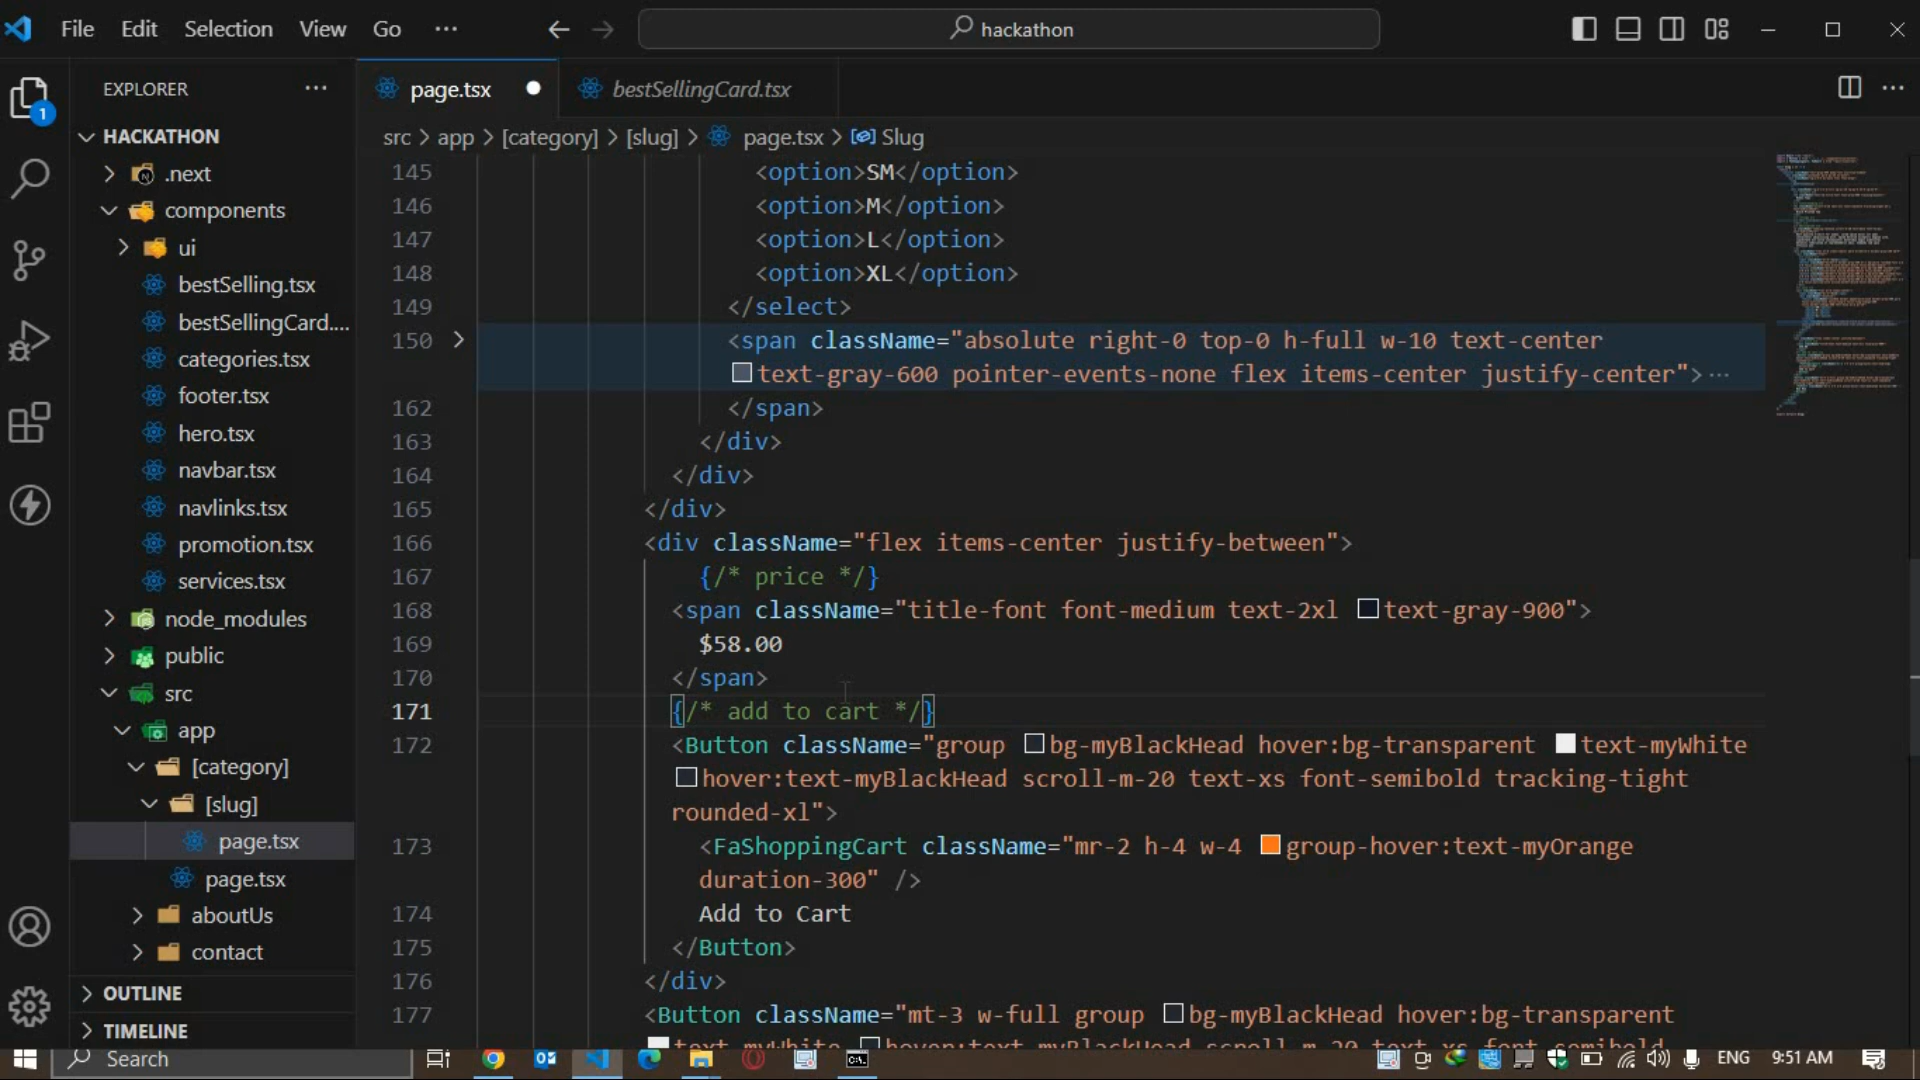 File Edit Selection View Go ··· hackathon
EXPLORER ···
page.tsx
bestSellingCard.tsx
1
HACKATHON
.next
components
ui
bestSelling.tsx
bestSellingCard....
categories.tsx
footer.tsx
hero.tsx
navbar.tsx
navlinks.tsx
promotion.tsx
services.tsx
node_modules
public
src
app
[category]
[slug]
page.tsx
page.tsx
aboutUs
contact
OUTLINE
TIMELINE
src > app > [category] > [slug] > page.tsx > Slug
145 <option>SM</option>
146 <option>M</option>
147 <option>L</option>
148 <option>XL</option>
149 </select>
150 <span className="absolute right-0 top-0 h-full w-10 text-center
text-gray-600 pointer-events-none flex items-center justify-center">···
162 </span>
163 </div>
164 </div>
165 </div>
166 <div className="flex items-center justify-between">
167 {/* price */}
168 <span className="title-font font-medium text-2xl text-gray-900">
169 $58.00
170 </span>
171 {/* add to cart */}
172 <Button className="group bg-myBlackHead hover:bg-transparent text-myWhite
hover:text-myBlackHead scroll-m-20 text-xs font-semibold tracking-tight
rounded-xl">
173 <FaShoppingCart className="mr-2 h-4 w-4 group-hover:text-myOrange
duration-300" />
174 Add to Cart
175 </Button>
176 </div>
177 <Button className="mt-3 w-full group bg-myBlackHead hover:bg-transparent
text-myWhite hover:text-myBlackHead scroll-m-20 text-xs font-semibold
Search
ENG 9:51 AM